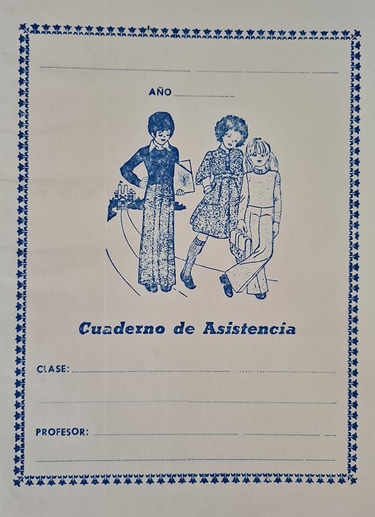 AÑO
Cuaderno de Asistencia
CLASE:
PROFESOR: